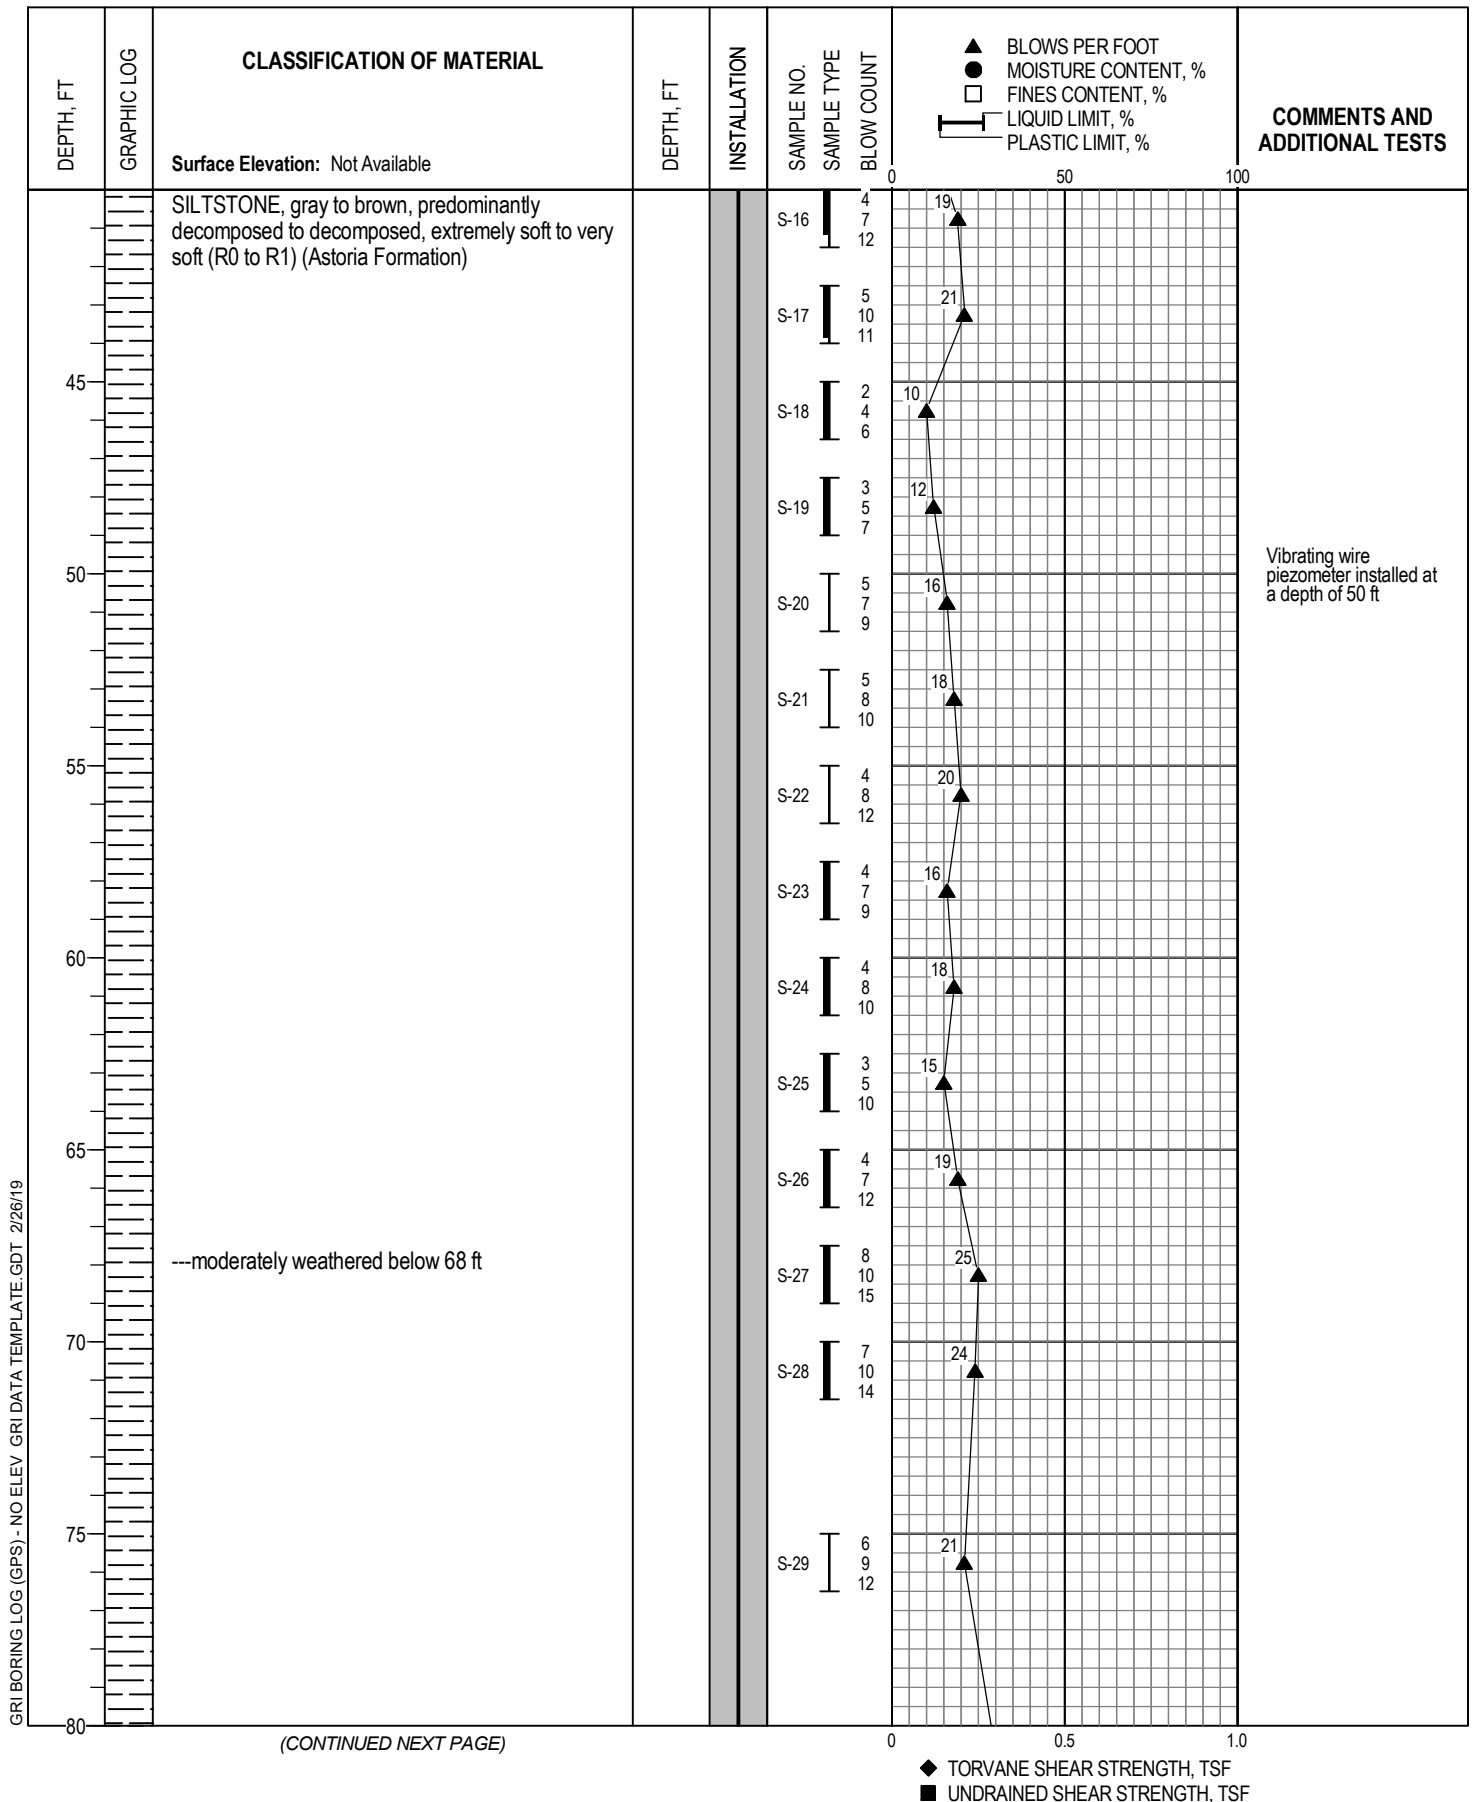 DEPTH, FT
GRAPHIC LOG
CLASSIFICATION OF MATERIAL
Surface Elevation: Not Available
DEPTH, FT
INSTALLATION
SAMPLE NO.
SAMPLE TYPE
BLOW COUNT
BLOWS PER FOOT
MOISTURE CONTENT, %
FINES CONTENT, %
LIQUID LIMIT, %
PLASTIC LIMIT, %
COMMENTS AND
ADDITIONAL TESTS
0 50 100
SILTSTONE, gray to brown, predominantly
decomposed to decomposed, extremely soft to very
soft (R0 to R1) (Astoria Formation)
S-16
4
7
12
19
S-17
5
10
11
21
45
S-18
2
4
6
10
S-19
3
5
7
12
Vibrating wire
piezometer installed at
a depth of 50 ft
50
S-20
5
7
9
16
S-21
5
8
10
18
55
S-22
4
8
12
20
S-23
4
7
9
16
60
S-24
4
8
10
18
S-25
3
5
10
15
65
S-26
4
7
12
19
---moderately weathered below 68 ft
S-27
8
10
15
25
70
S-28
7
10
14
24
75
S-29
6
9
12
21
80
(CONTINUED NEXT PAGE)
0 0.5 1.0
TORVANE SHEAR STRENGTH, TSF
UNDRAINED SHEAR STRENGTH, TSF
GRI BORING LOG (GPS) - NO ELEV GRI DATA TEMPLATE.GDT 2/26/19